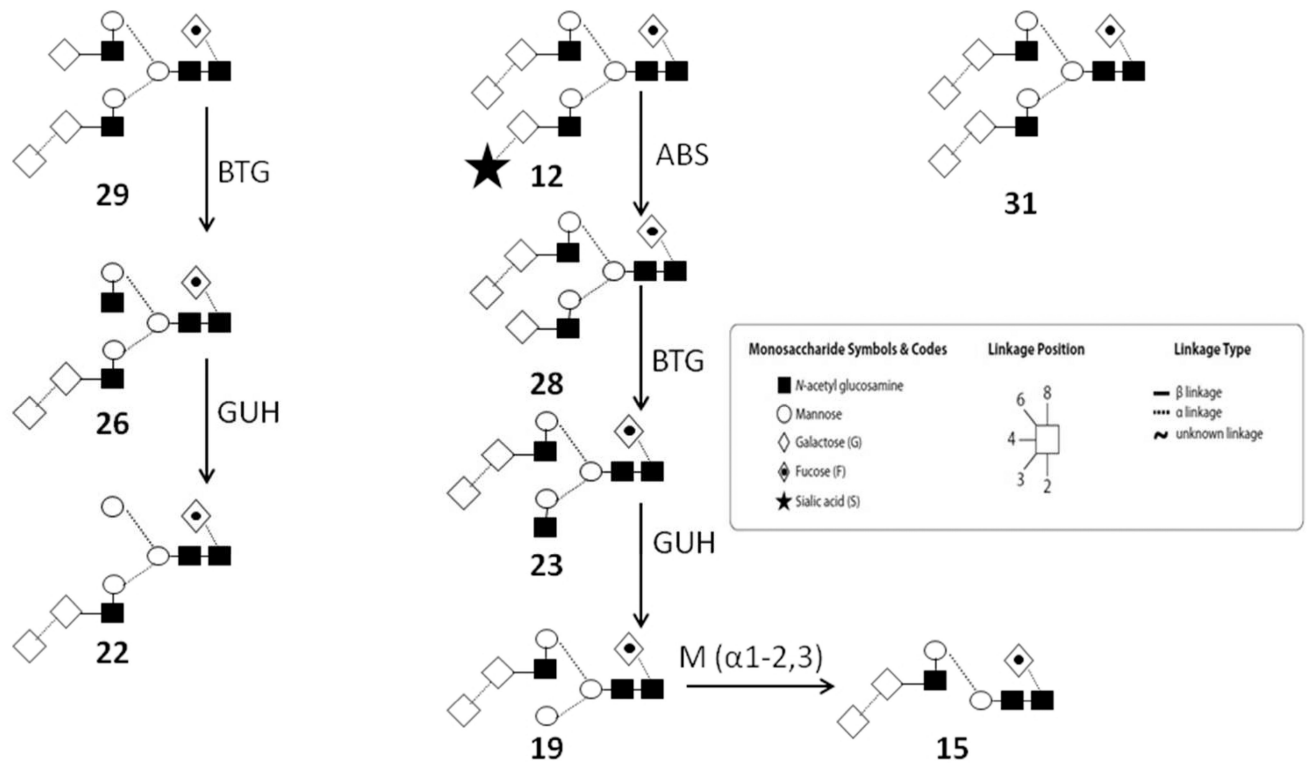 29
BTG
26
GUH
22
12
ABS
28
BTG
23
GUH
19
M (α1-2,3)
15
31
Monosaccharide Symbols & Codes
N-acetyl glucosamine
Mannose
Galactose (G)
Fucose (F)
Sialic acid (S)
Linkage Position
6 8
4
3 2
Linkage Type
β linkage
α linkage
unknown linkage